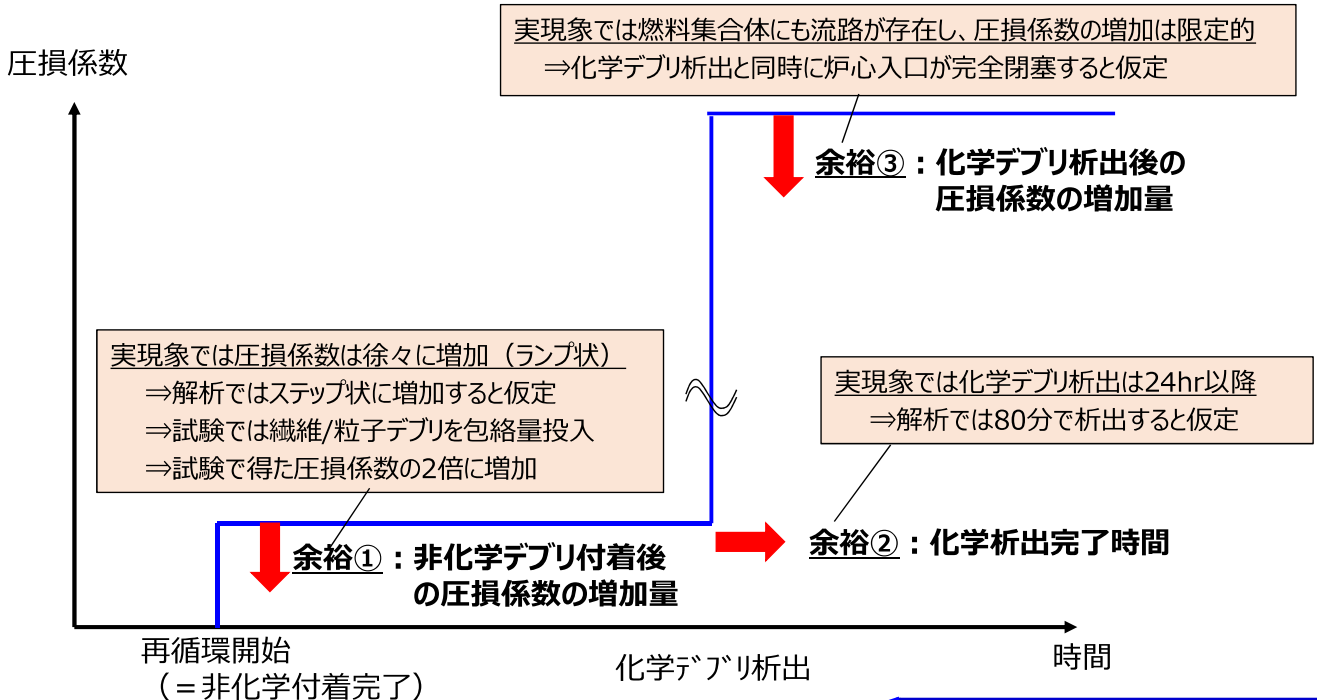 実現象では燃料集合体にも流路が存在し、圧損係数の増加は限定的
⇒化学デブリ析出と同時に炉心入口が完全閉塞すると仮定
圧損係数
余裕③：化学デブリ析出後の
圧損係数の増加量
実現象では圧損係数は徐々に増加（ランプ状）
⇒解析ではステップ状に増加すると仮定
⇒試験では繊維/粒子デブリを包絡量投入
⇒試験で得た圧損係数の2倍に増加
実現象では化学デブリ析出は24hr以降
⇒解析では80分で析出すると仮定
余裕①：非化学デブリ付着後
の圧損係数の増加量
余裕②：化学析出完了時間
再循環開始
（＝非化学付着完了）
化学ﾃﾞﾌﾞﾘ析出
時間